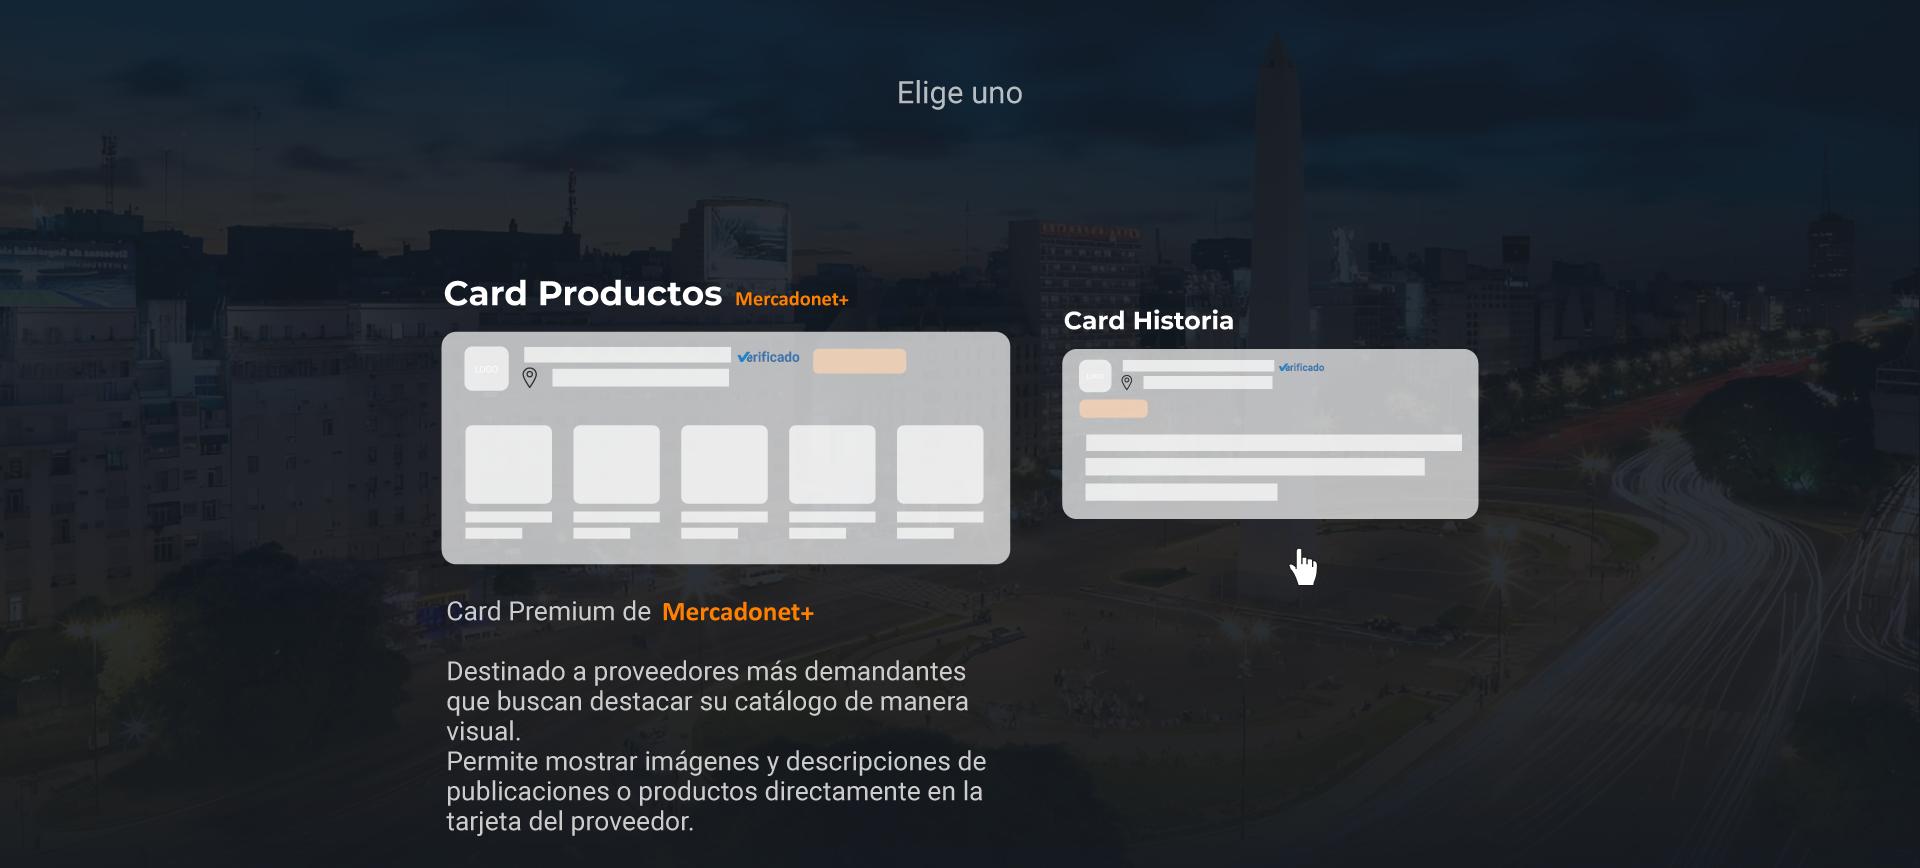 Elige uno
Card Productos Mercadonet+
Card Historia
LOGO
Verificado
LOGO
Verificado
Card Premium de Mercadonet+
Destinado a proveedores más demandantes
que buscan destacar su catálogo de manera
visual.
Permite mostrar imágenes y descripciones de
publicaciones o productos directamente en la
tarjeta del proveedor.